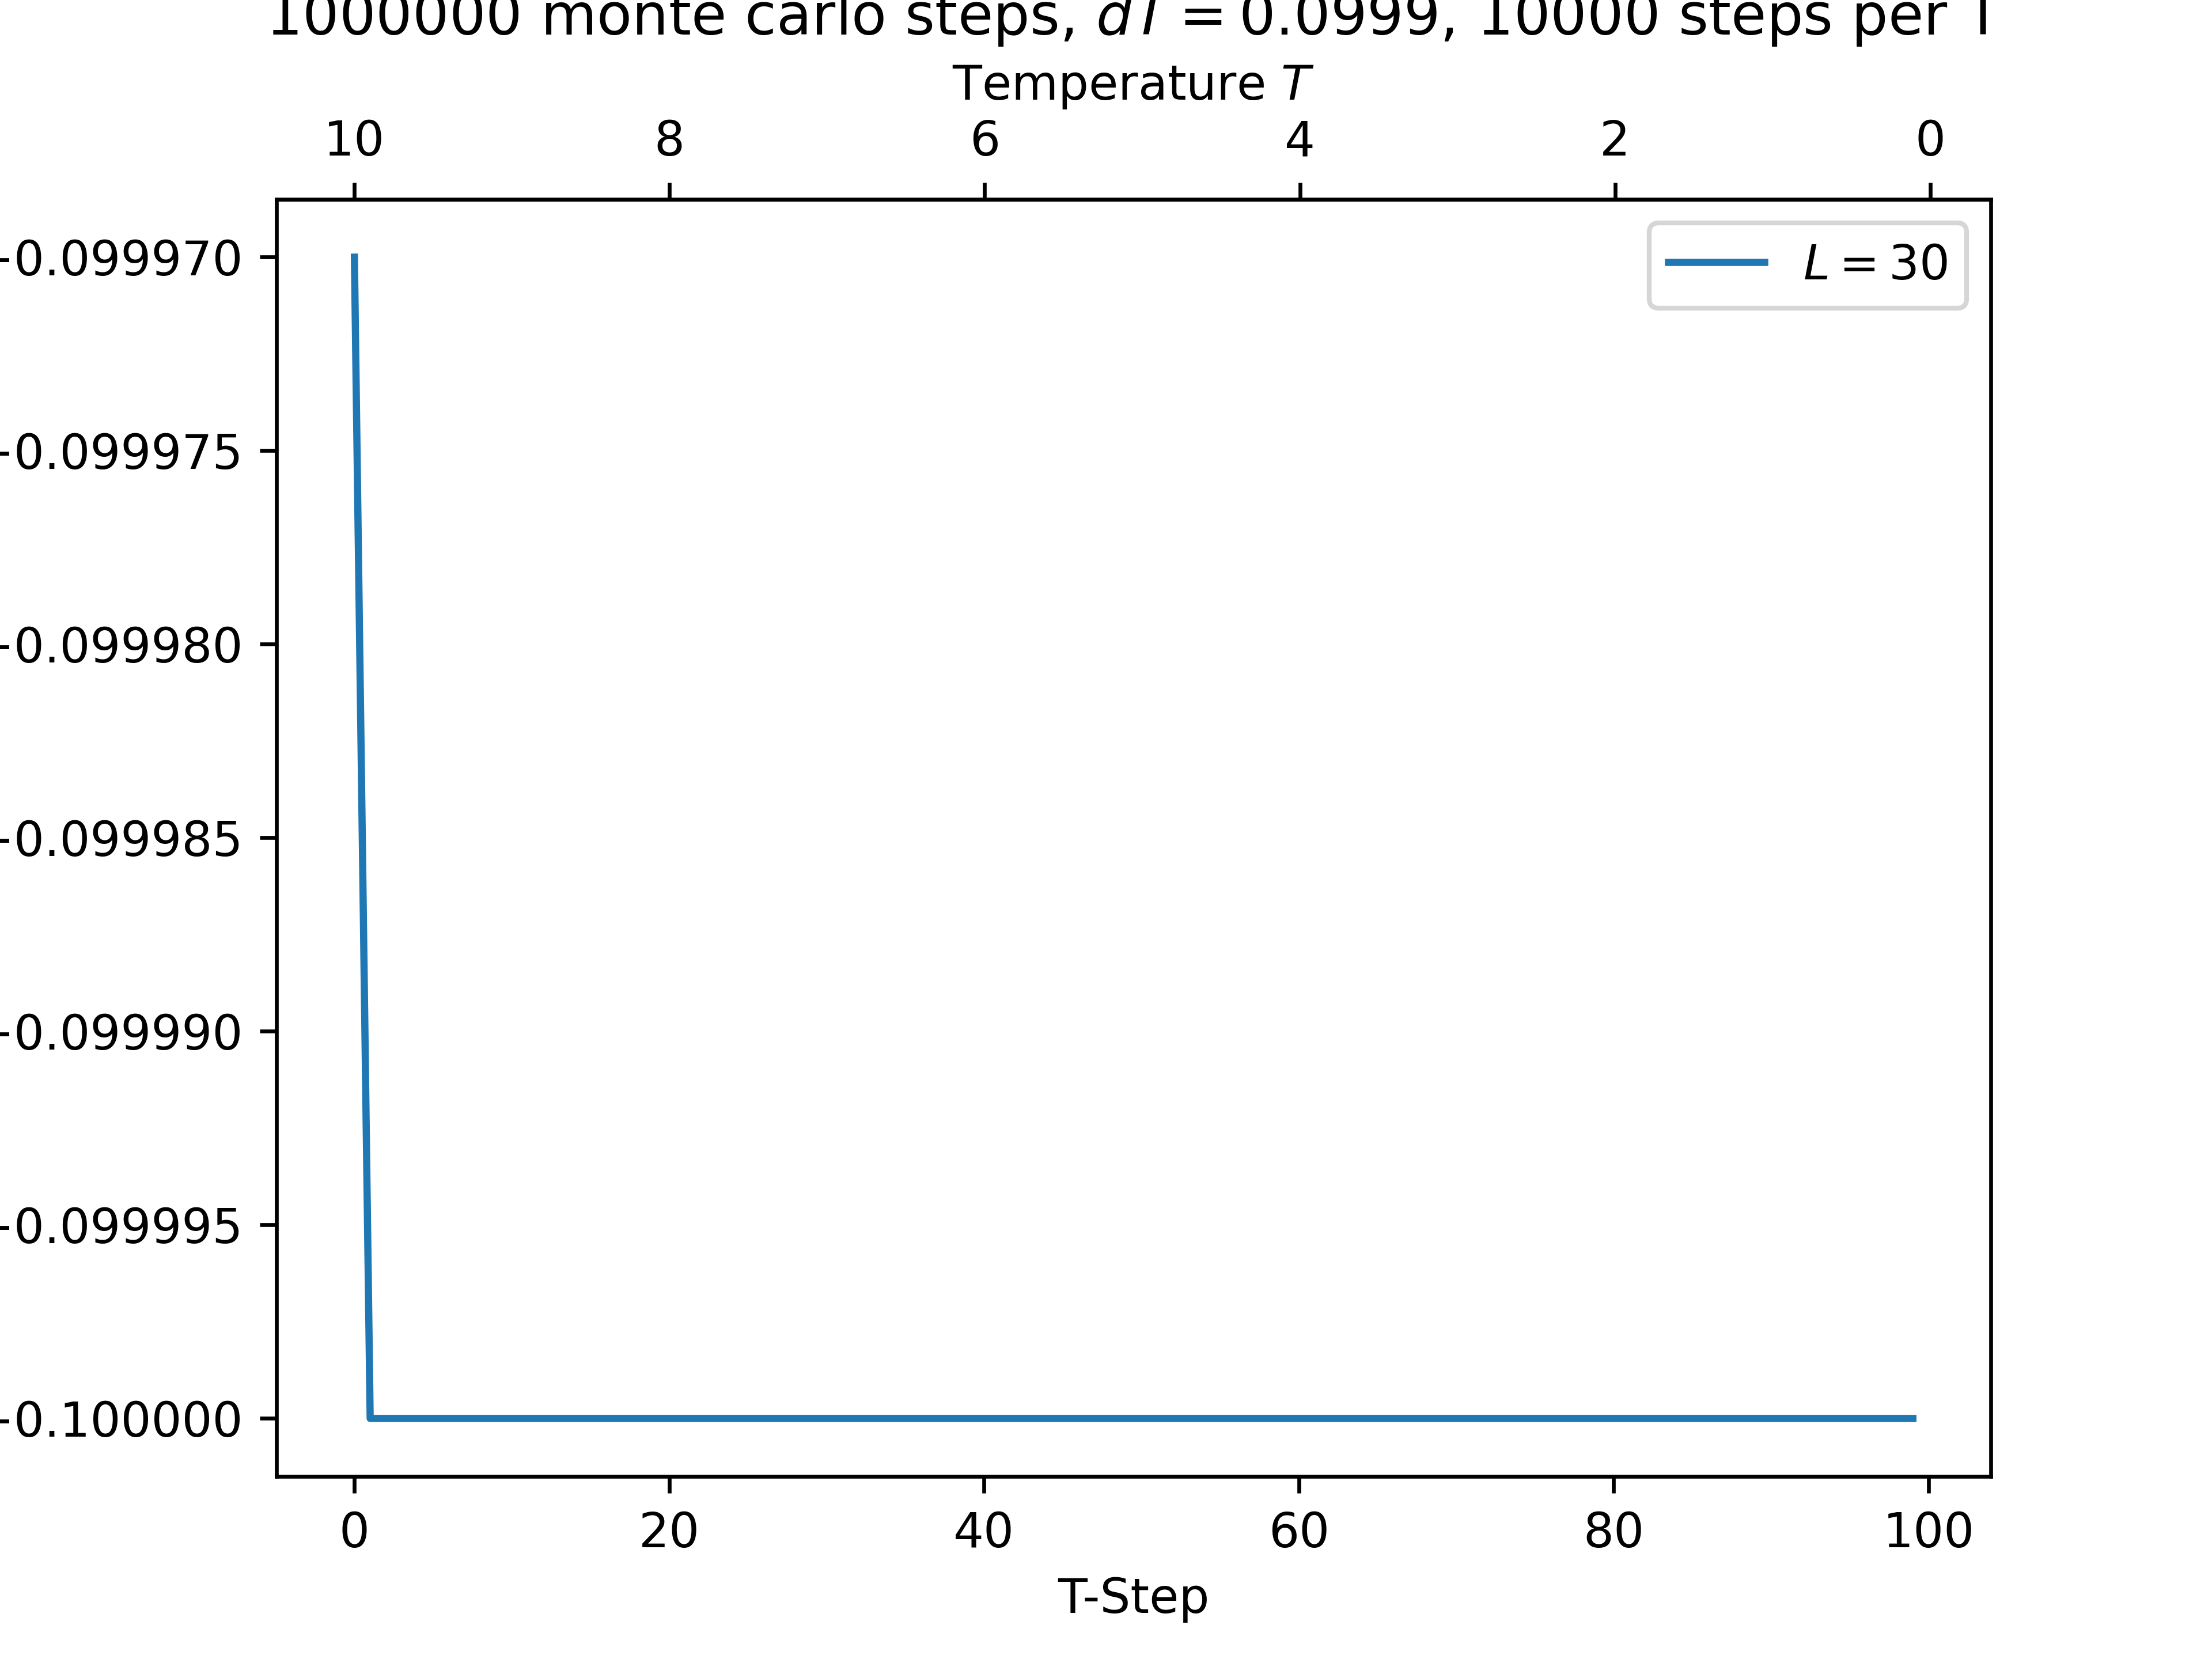 1000000 monte carlo steps, dT = 0.0999, 10000 steps per T
Temperature T
10 8 6 4 2 0
L = 30
-0.099970
-0.099975
-0.099980
-0.099985
-0.099990
-0.099995
-0.100000
0 20 40 60 80 100
T-Step